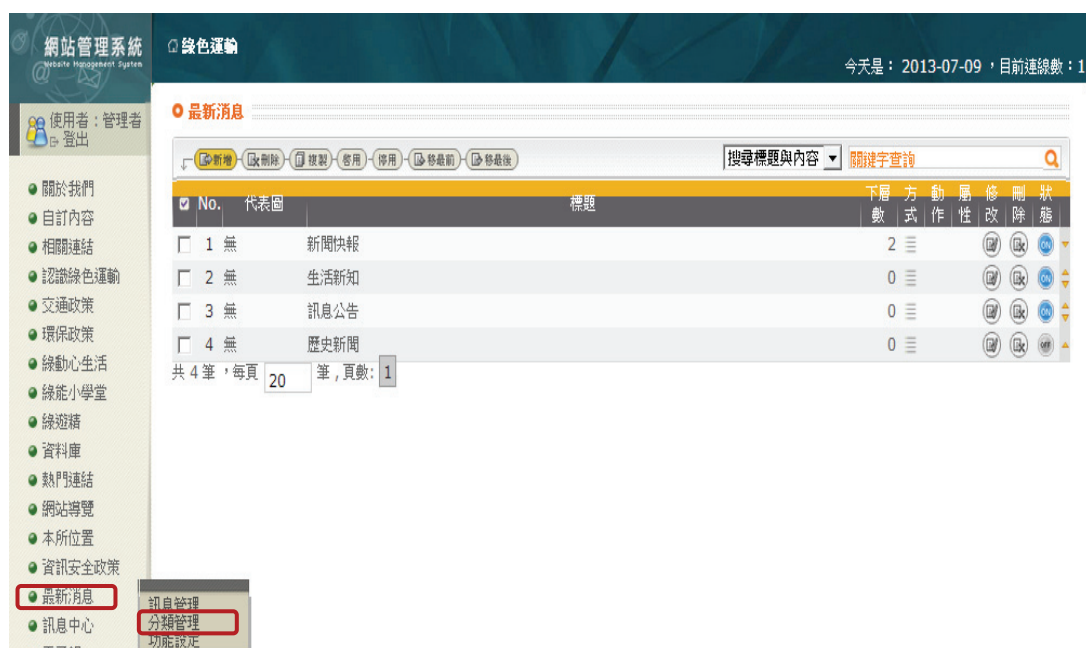 網站管理系統
Website Management System
綠色運輸
今天是： 2013-07-09 ，目前連線數：1
使用者：管理者
登出
關於我們
自訂內容
相關連結
認識綠色運輸
交通政策
環保政策
綠動心生活
綠能小學堂
綠遊精
資料庫
熱門連結
網站導覽
本所位置
資訊安全政策
最新消息
訊息中心
訊息管理
分類管理
功能設定
最新消息
新增 刪除 複製 啓用 停用 移最前 移最後 搜尋標題與內容 關鍵字查詢
No. 代表圖 標題 下層數 方式 動作 屬性 修改 刪除 狀態
1 無 新聞快報 2 ON
2 無 生活新知 0 ON
3 無 訊息公告 0 ON
4 無 歷史新聞 0 OFF
共 4 筆 ，每頁 20 筆 , 頁數: 1